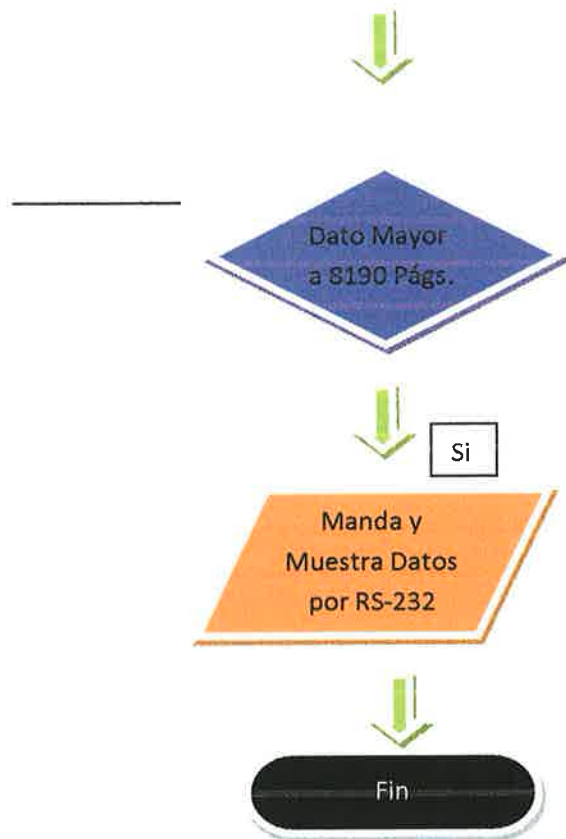 Dato Mayor
a 8190 Págs.
Si
Manda y
Muestra Datos
por RS-232
Fin